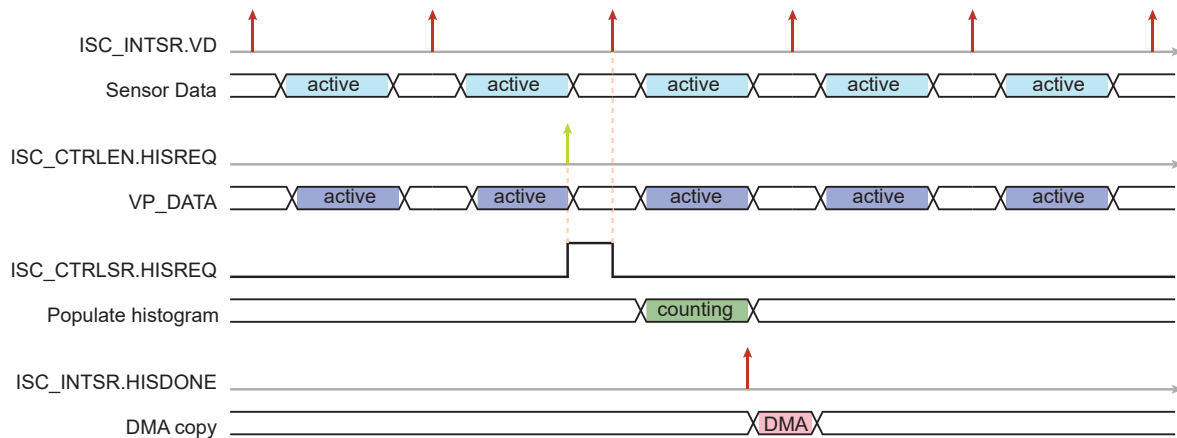 ISC_INTSR.VD
Sensor Data active active active active active
ISC_CTRLEN.HISREQ
VP_DATA active active active active active
ISC_CTRLSR.HISREQ
Populate histogram counting
ISC_INTSR.HISDONE
DMA copy DMA